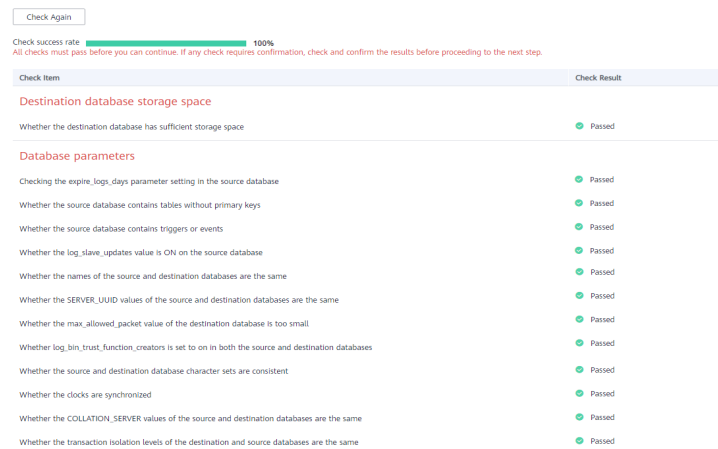 Check Again
Check success rate 100%
All checks must pass before you can continue. If any check requires confirmation, check and confirm the results before proceeding to the next step.
Check Item Check Result
Destination database storage space
Whether the destination database has sufficient storage space Passed
Database parameters
Checking the expire_logs_days parameter setting in the source database Passed
Whether the source database contains tables without primary keys Passed
Whether the source database contains triggers or events Passed
Whether the log_slave_updates value is ON on the source database Passed
Whether the names of the source and destination databases are the same Passed
Whether the SERVER_UUID values of the source and destination databases are the same Passed
Whether the max_allowed_packet value of the destination database is too small Passed
Whether log_bin_trust_function_creators is set to on in both the source and destination databases Passed
Whether the source and destination database character sets are consistent Passed
Whether the clocks are synchronized Passed
Whether the COLLATION_SERVER values of the source and destination databases are the same Passed
Whether the transaction isolation levels of the destination and source databases are the same Passed